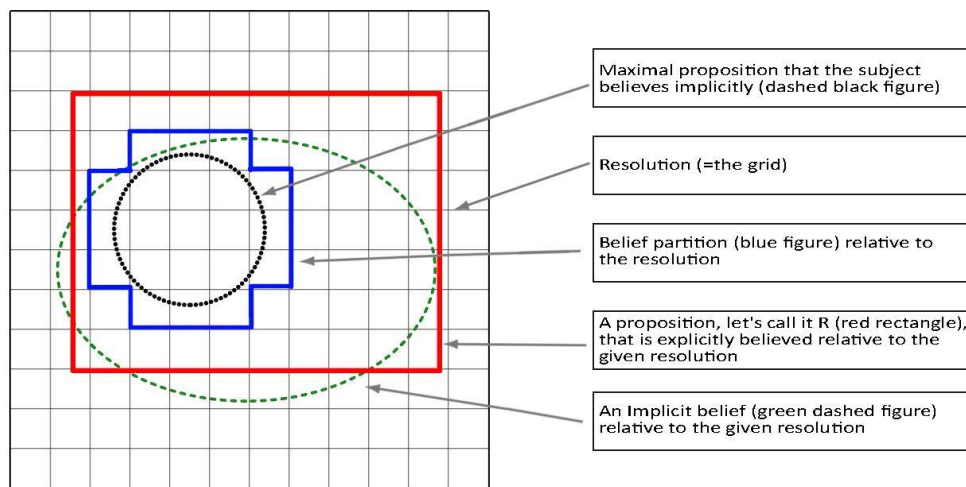 Maximal proposition that the subject
believes implicitly (dashed black figure)
Resolution (=the grid)
Belief partition (blue figure) relative to
the resolution
A proposition, let's call it R (red rectangle),
that is explicitly believed relative to the
given resolution
An Implicit belief (green dashed figure)
relative to the given resolution